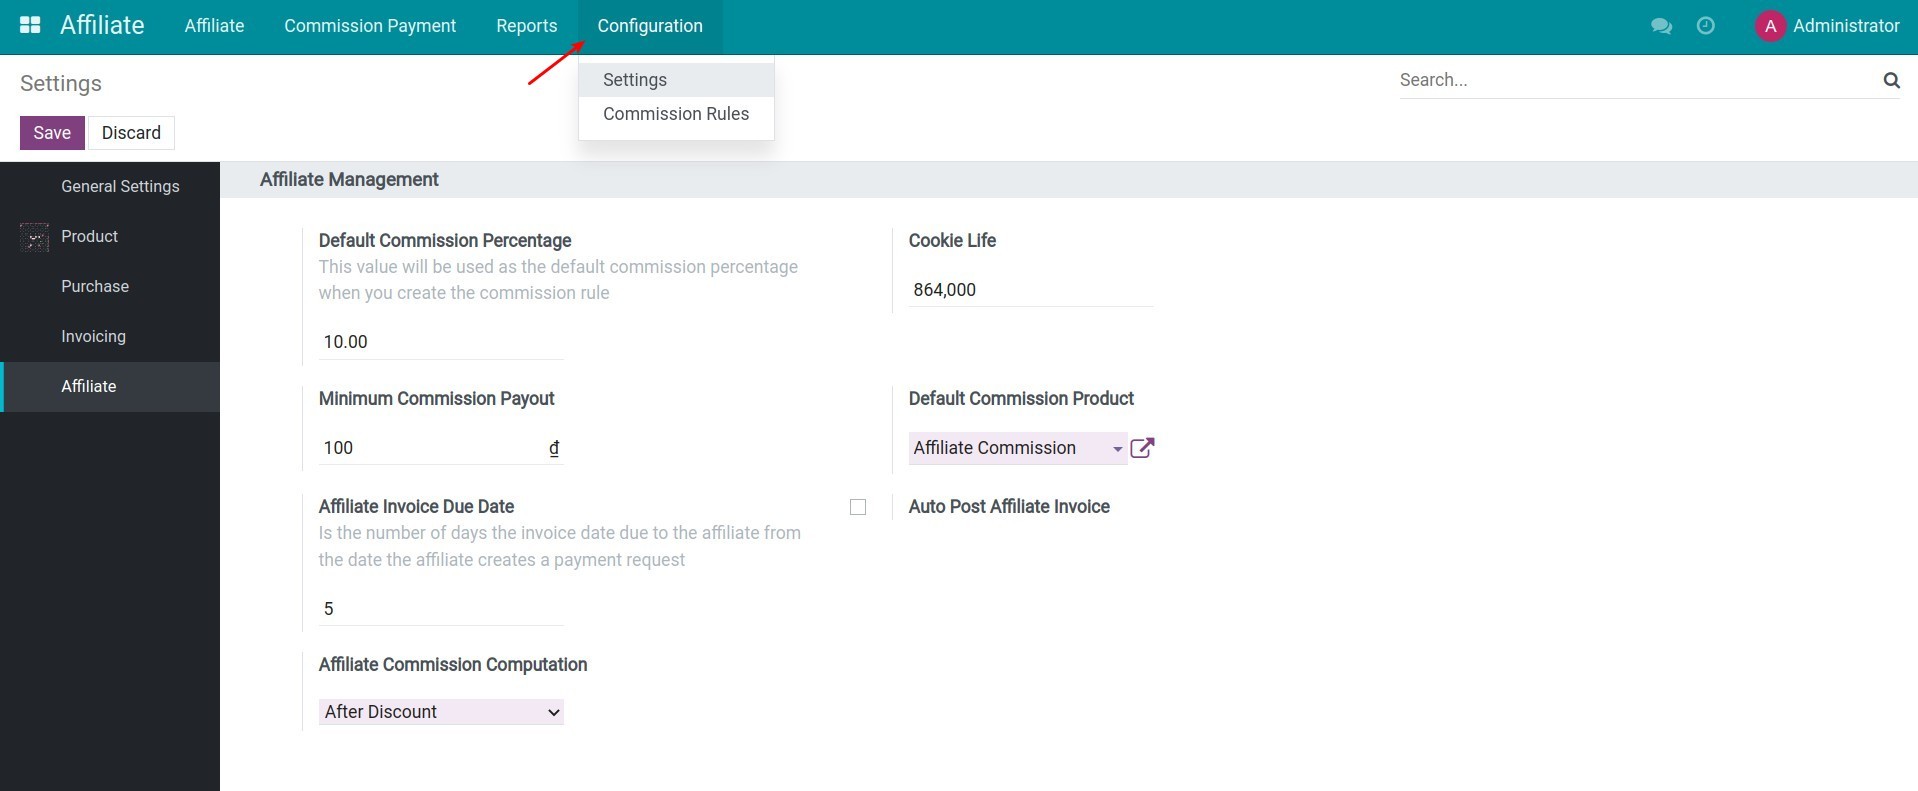 Affiliate
Affiliate Commission Payment Reports Configuration
A Administrator
Settings
Commission Rules
Settings
Search...
Save Discard
General Settings
Product
Purchase
Invoicing
Affiliate
Affiliate Management
Default Commission Percentage
This value will be used as the default commission percentage
when you create the commission rule
10.00
Cookie Life
864,000
Minimum Commission Payout
100 ₫
Default Commission Product
Affiliate Commission
Affiliate Invoice Due Date
Is the number of days the invoice date due to the affiliate from
the date the affiliate creates a payment request
5
Auto Post Affiliate Invoice
Affiliate Commission Computation
After Discount